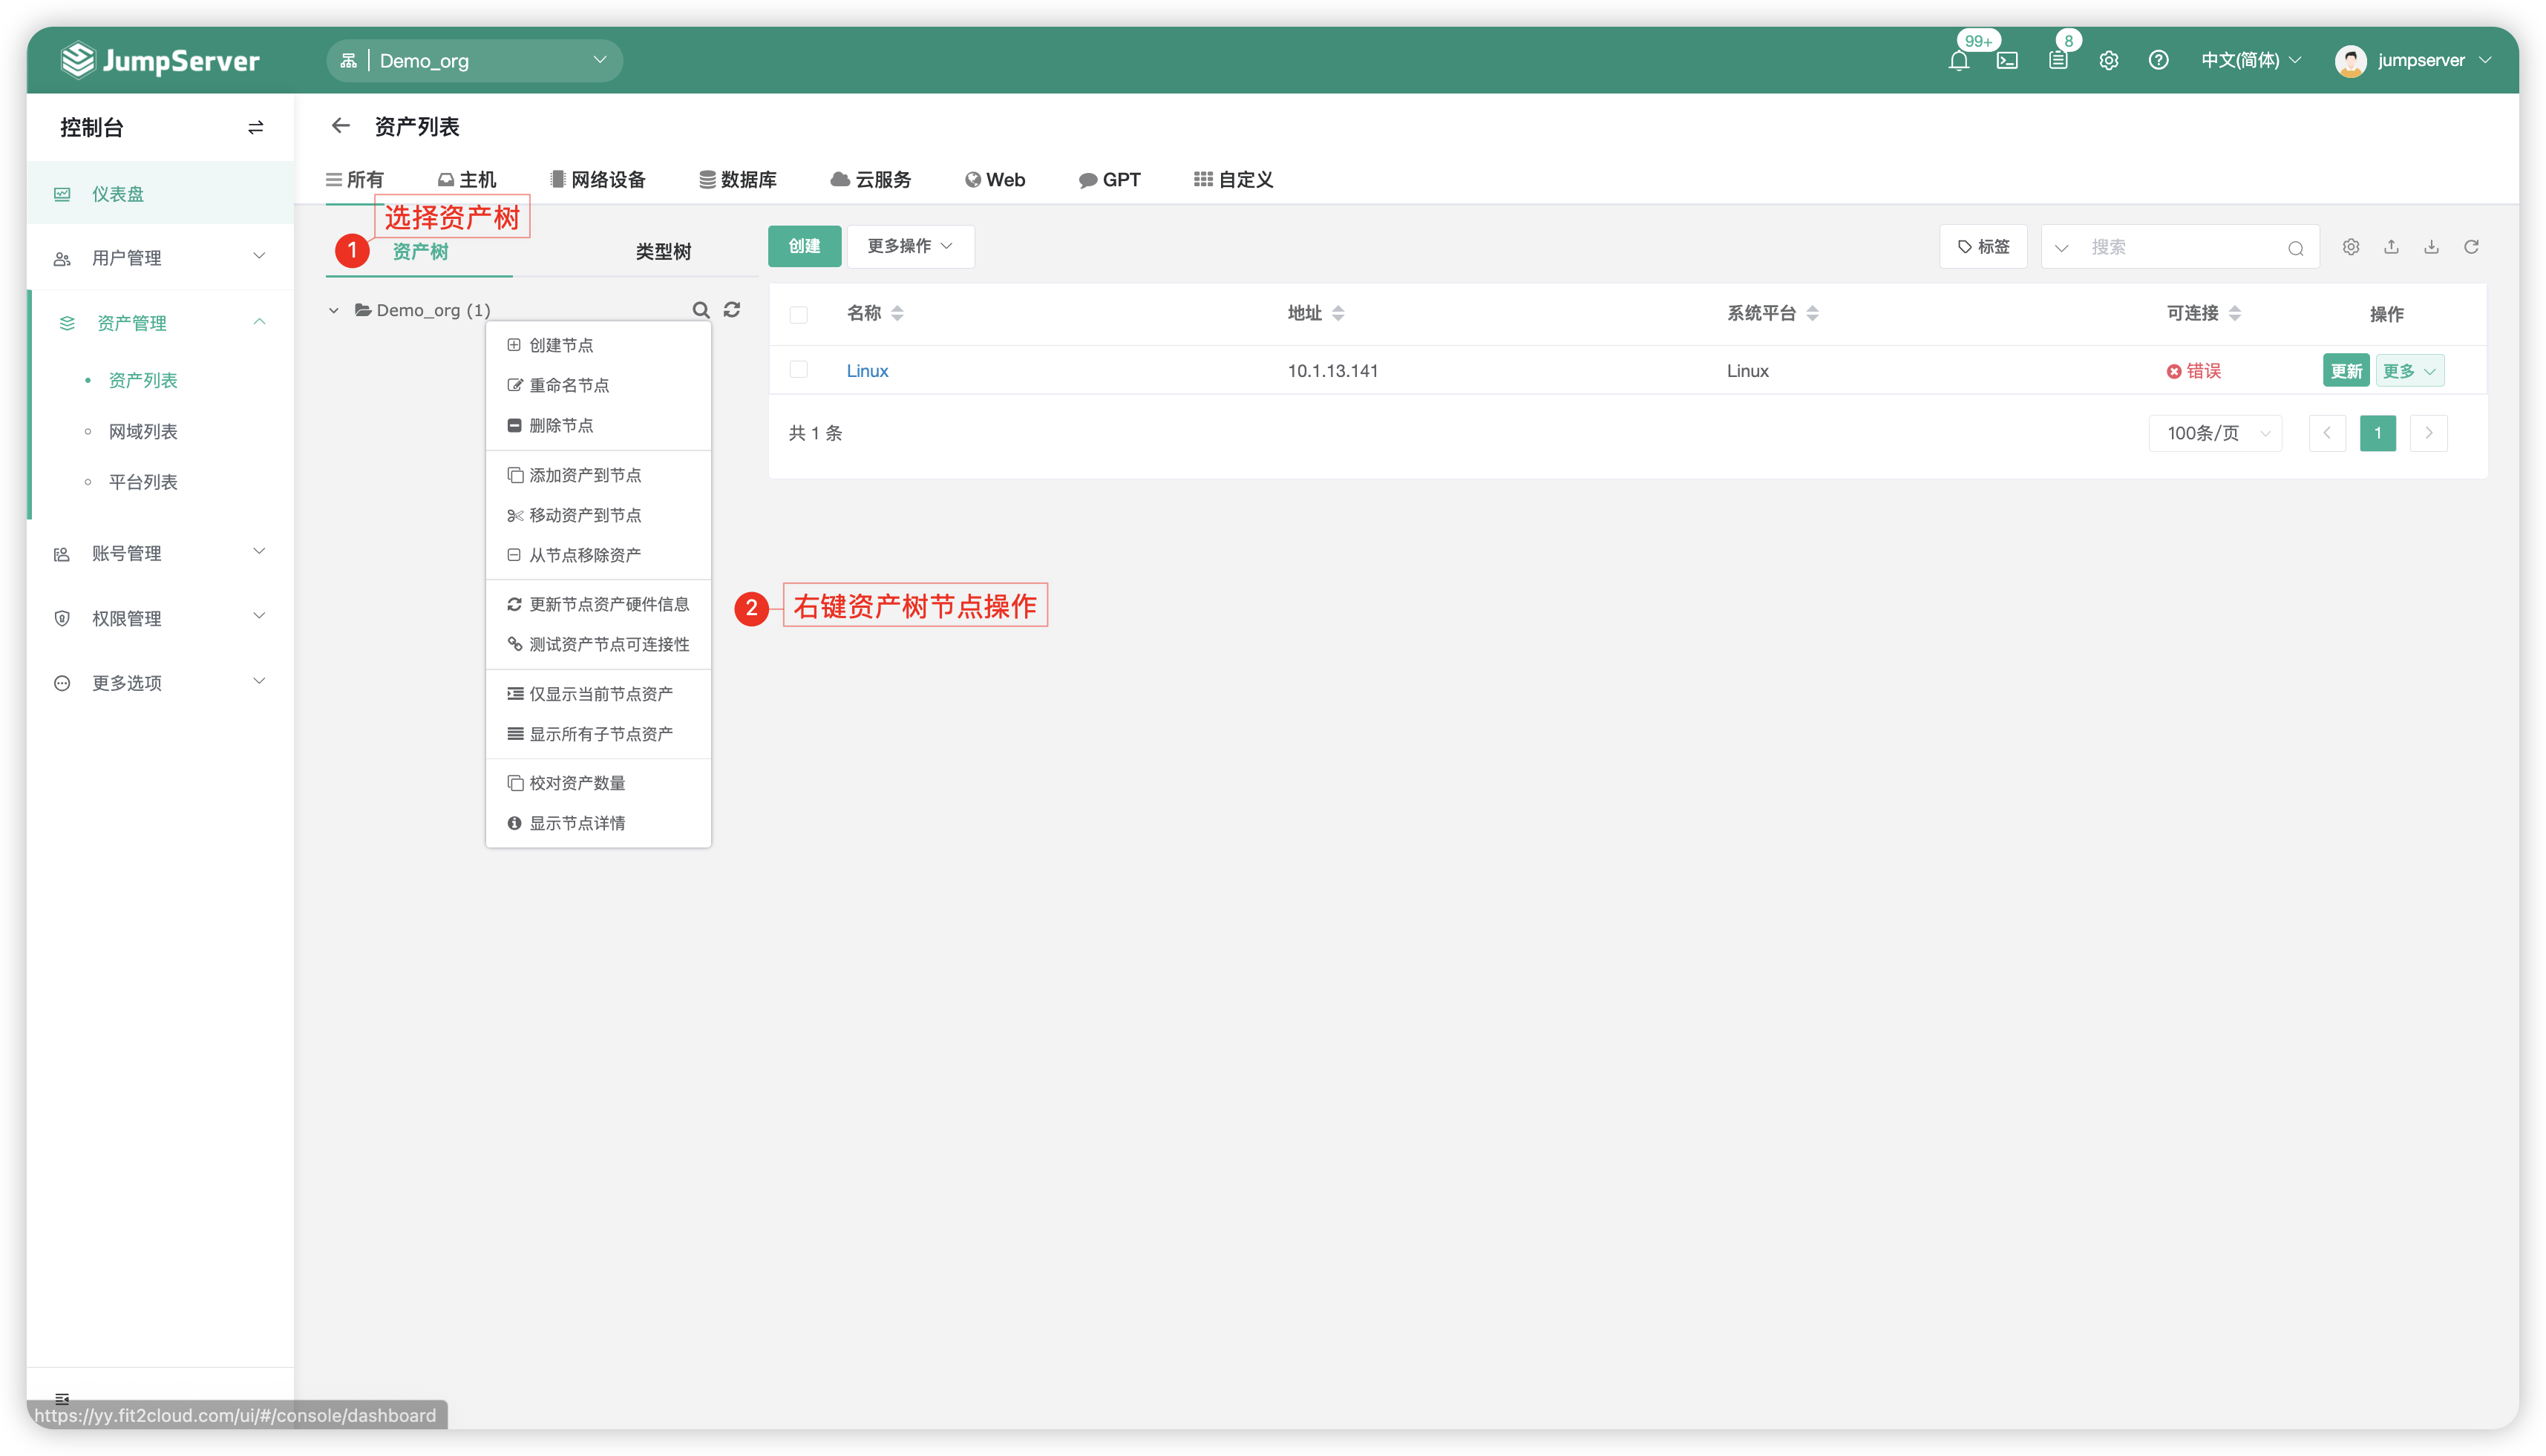 JumpServer
Demo_org
99+
8
中文(简体)
jumpserver
控制台
仪表盘
用户管理
资产管理
资产列表
网域列表
平台列表
账号管理
权限管理
更多选项
资产列表
所有 主机 网络设备 数据库 云服务 Web GPT 自定义
选择资产树
1
资产树 类型树
Demo_org (1)
创建节点
重命名节点
删除节点
添加资产到节点
移动资产到节点
从节点移除资产
更新节点资产硬件信息
测试资产节点可连接性
仅显示当前节点资产
显示所有子节点资产
校对资产数量
显示节点详情
2
右键资产树节点操作
创建 更多操作 标签 搜索
名称 地址 系统平台 可连接 操作
Linux 10.1.13.141 Linux 错误 更新 更多
共 1 条 100条/页 1
https://yy.fit2cloud.com/ui/#/console/dashboard